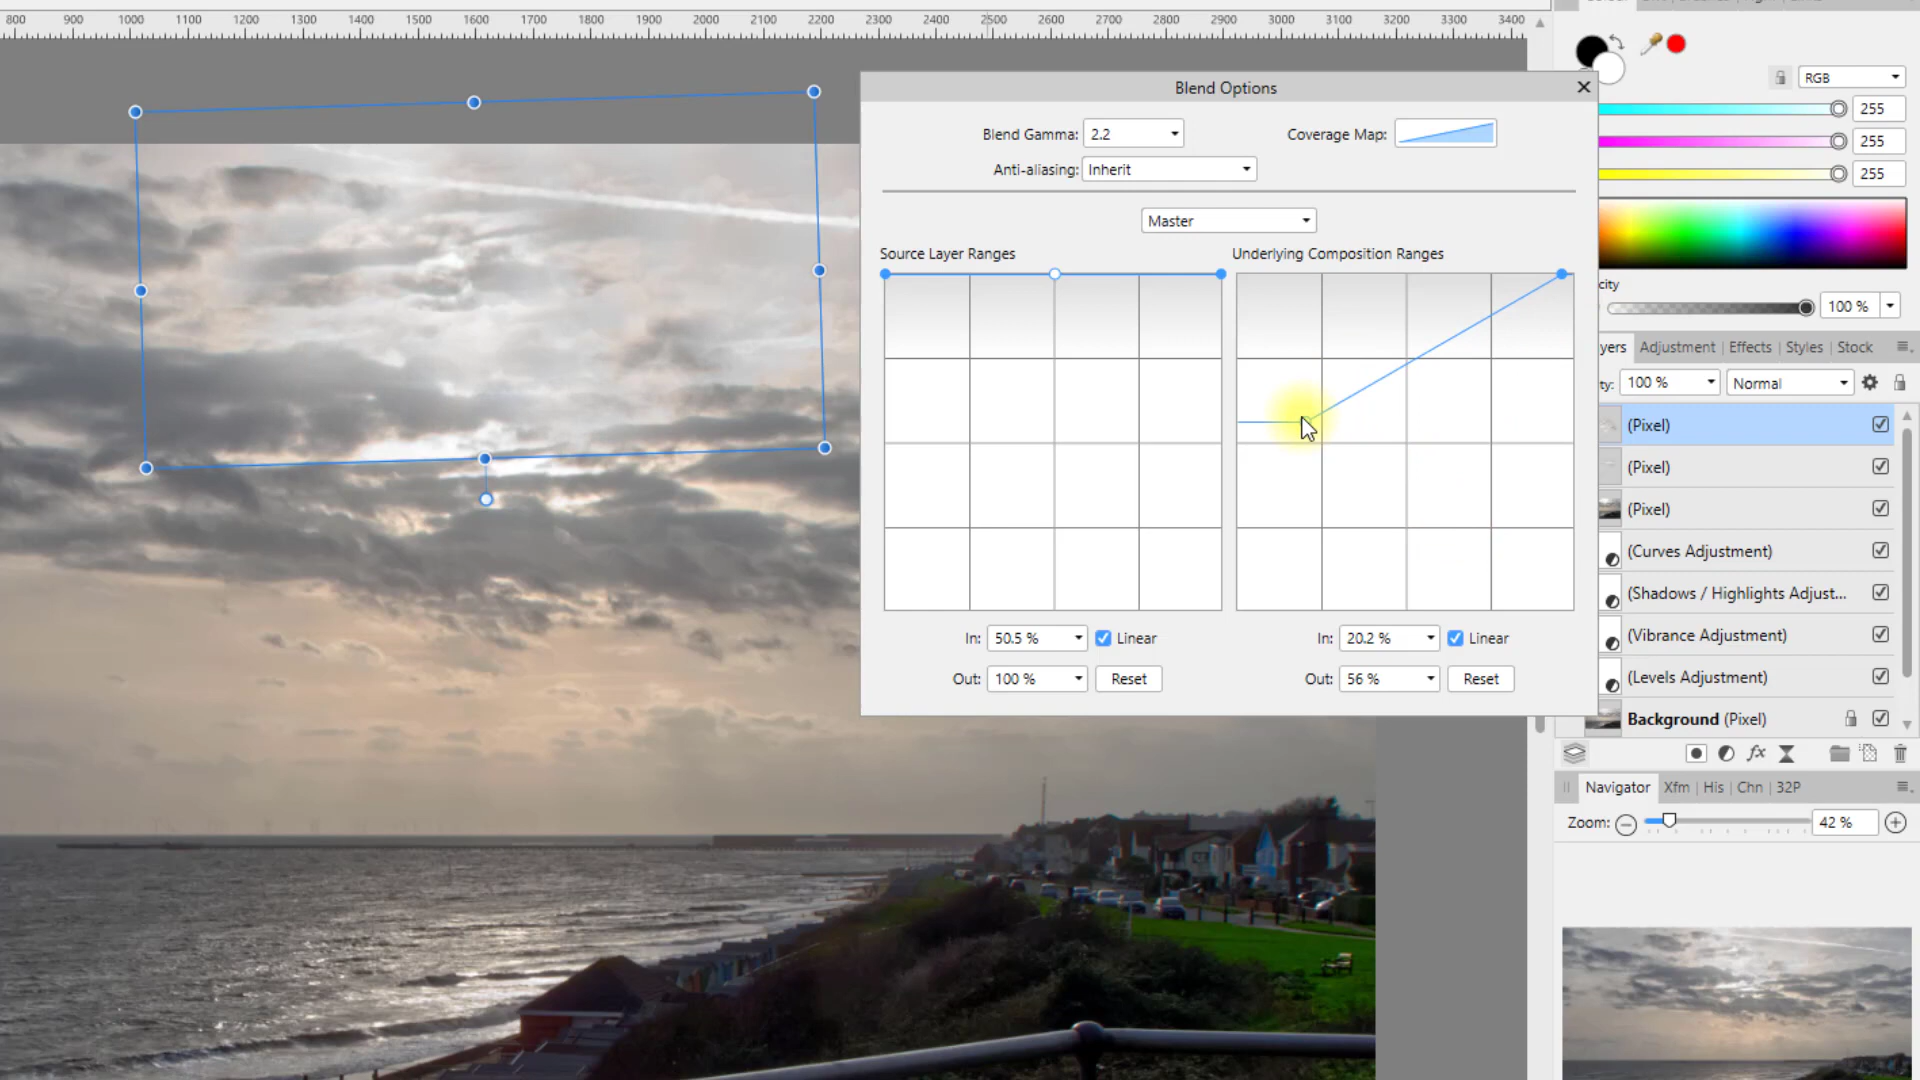 800 900 1000 1100 1200 1300 1400 1500 1600 1700 1800 1900 2000 2100 2200 2300 2400 2500 2600 2700 2800 2900 3000 3100 3200 3300 3400
Blend Options
Blend Gamma: 2.2
Coverage Map:
Anti-aliasing: Inherit
Master
Source Layer Ranges
Underlying Composition Ranges
In: 50.5 % Linear
Out: 100 % Reset
In: 20.2 % Linear
Out: 56 % Reset
RGB
255
255
255
city
100 %
yers Adjustment Effects Styles Stock
ty: 100 % Normal
(Pixel)
(Pixel)
(Pixel)
(Curves Adjustment)
(Shadows / Highlights Adjust...
(Vibrance Adjustment)
(Levels Adjustment)
Background (Pixel)
fx
Navigator Xfm His Chn 32P
Zoom: 42 %